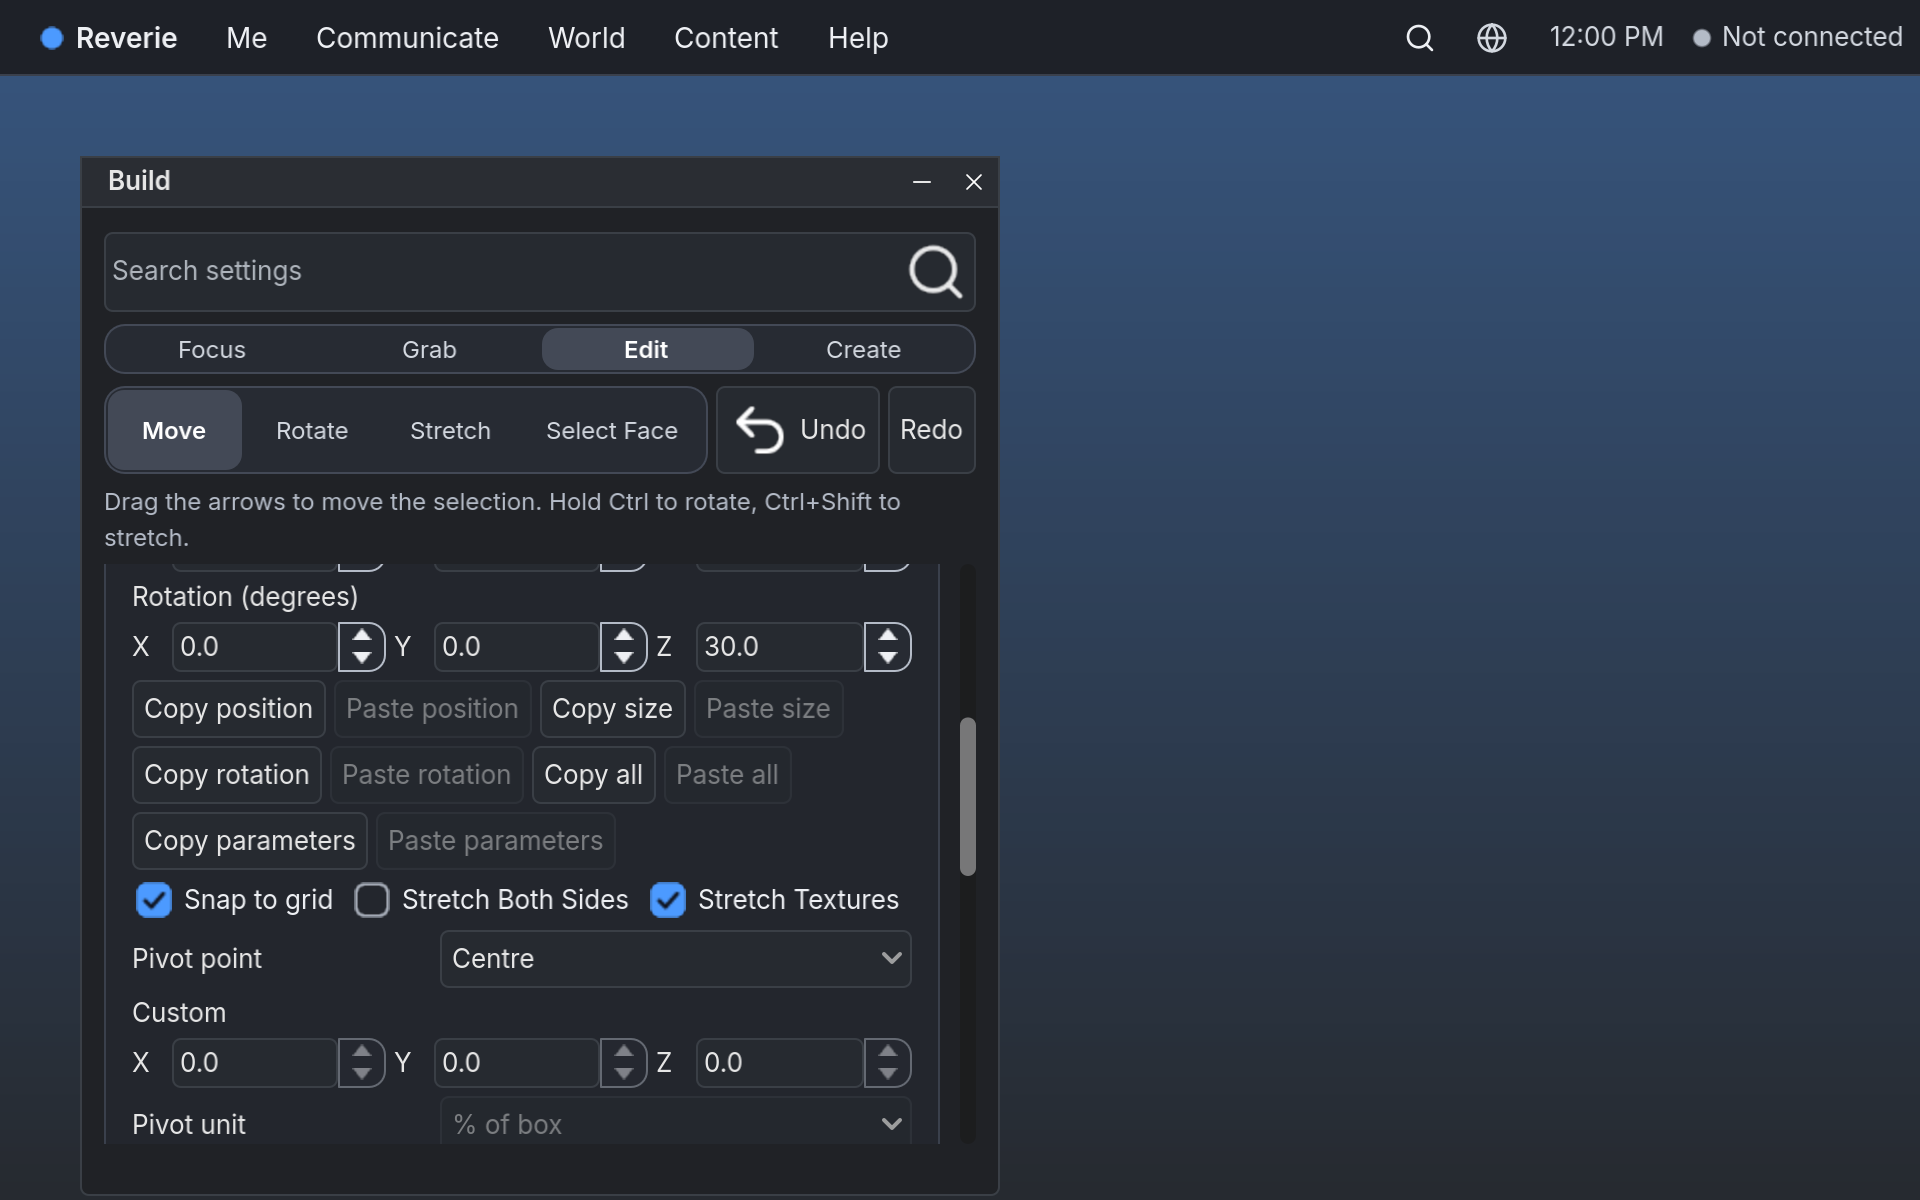 Reverie Me Communicate World Content Help 12:00 PM Not connected
Build
Search settings
Focus Grab Edit Create
Move Rotate Stretch Select Face Undo Redo
Drag the arrows to move the selection. Hold Ctrl to rotate, Ctrl+Shift to
stretch.
Rotation (degrees)
X 0.0 Y 0.0 Z 30.0
Copy position Paste position Copy size Paste size
Copy rotation Paste rotation Copy all Paste all
Copy parameters Paste parameters
Snap to grid Stretch Both Sides Stretch Textures
Pivot point Centre
Custom
X 0.0 Y 0.0 Z 0.0
Pivot unit % of box